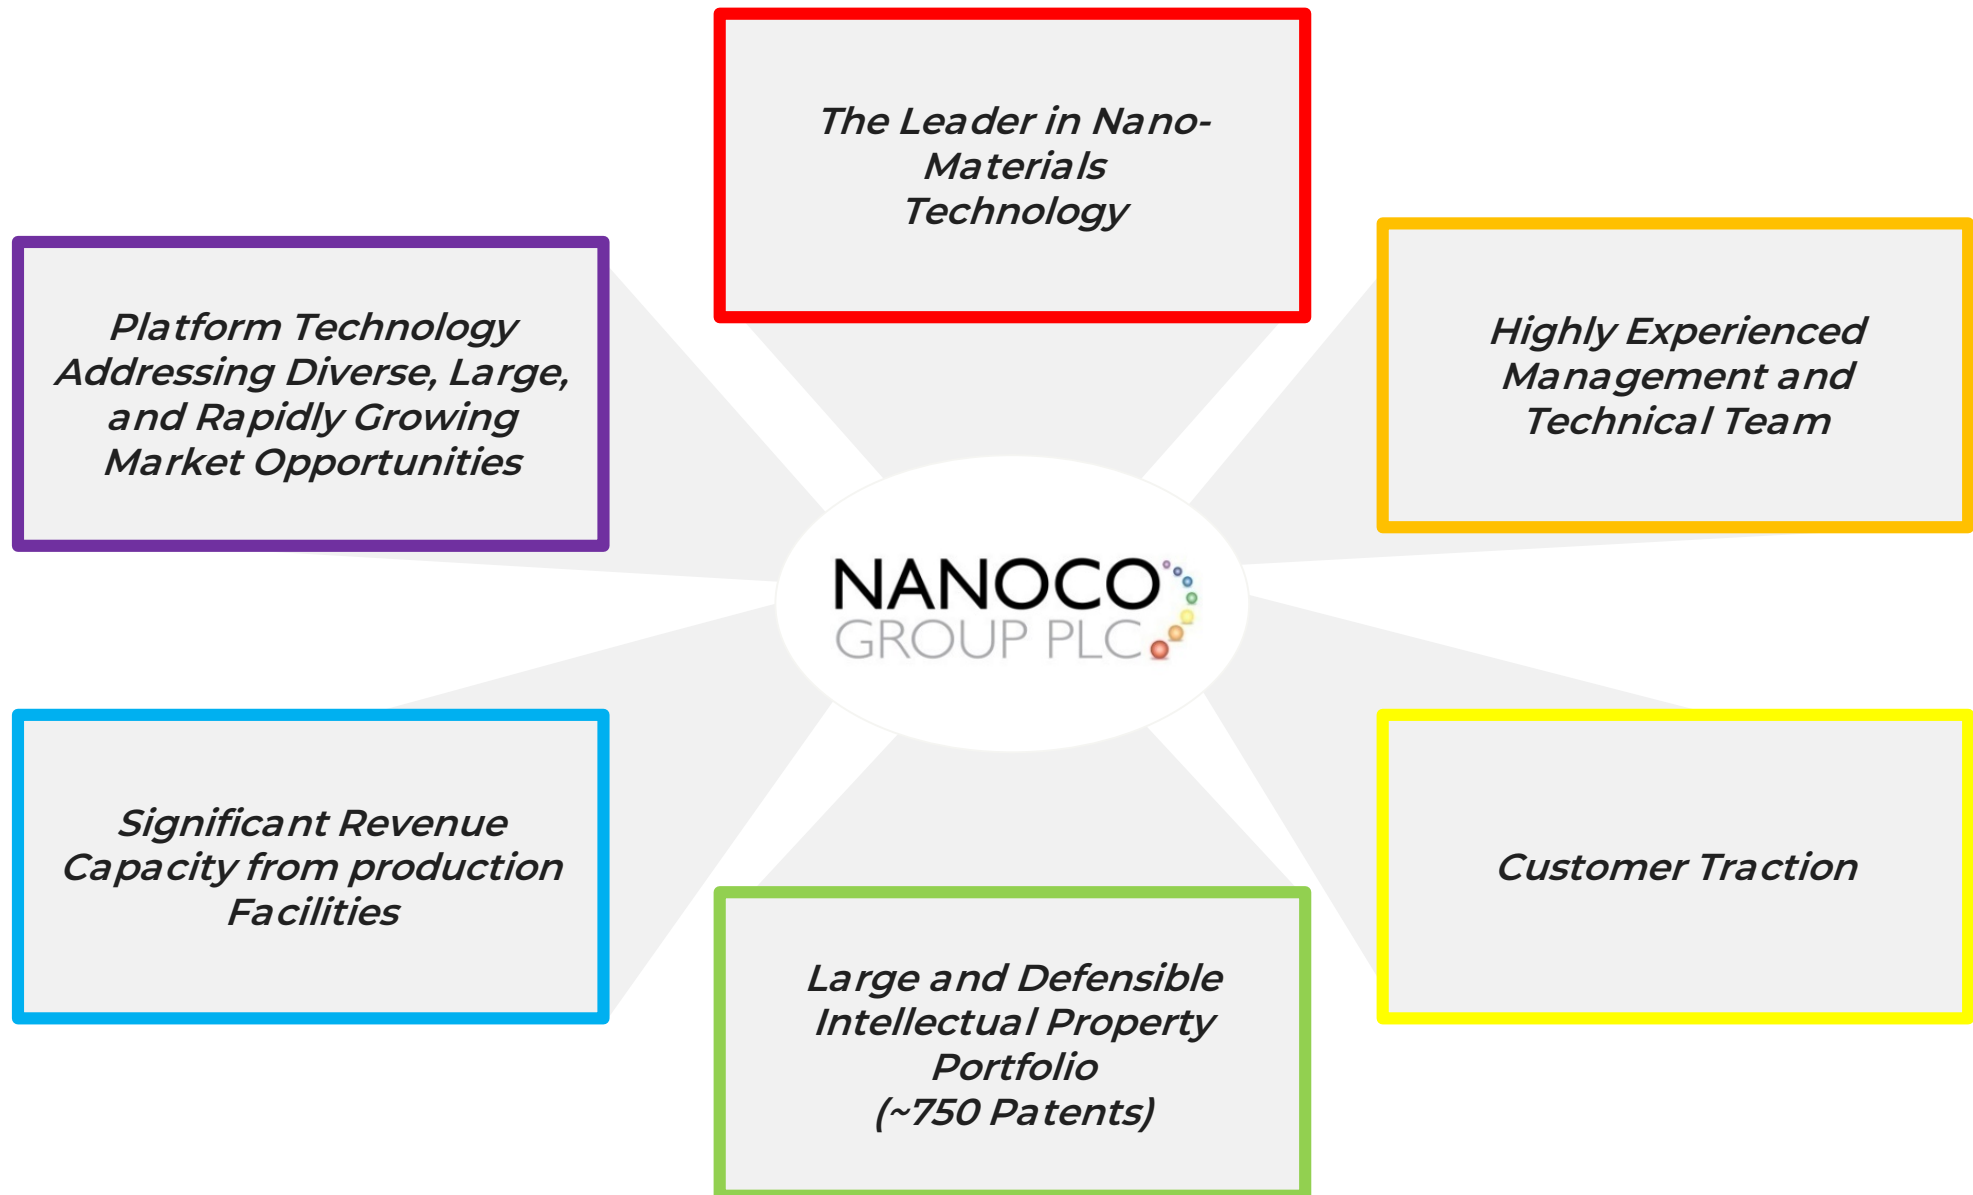 The Leader in Nano-
Materials
Technology
Platform Technology
Addressing Diverse, Large,
and Rapidly Growing
Market Opportunities
Highly Experienced
Management and
Technical Team
NANOCO
GROUP PLC
Significant Revenue
Capacity from production
Facilities
Customer Traction
Large and Defensible
Intellectual Property
Portfolio
(~750 Patents)